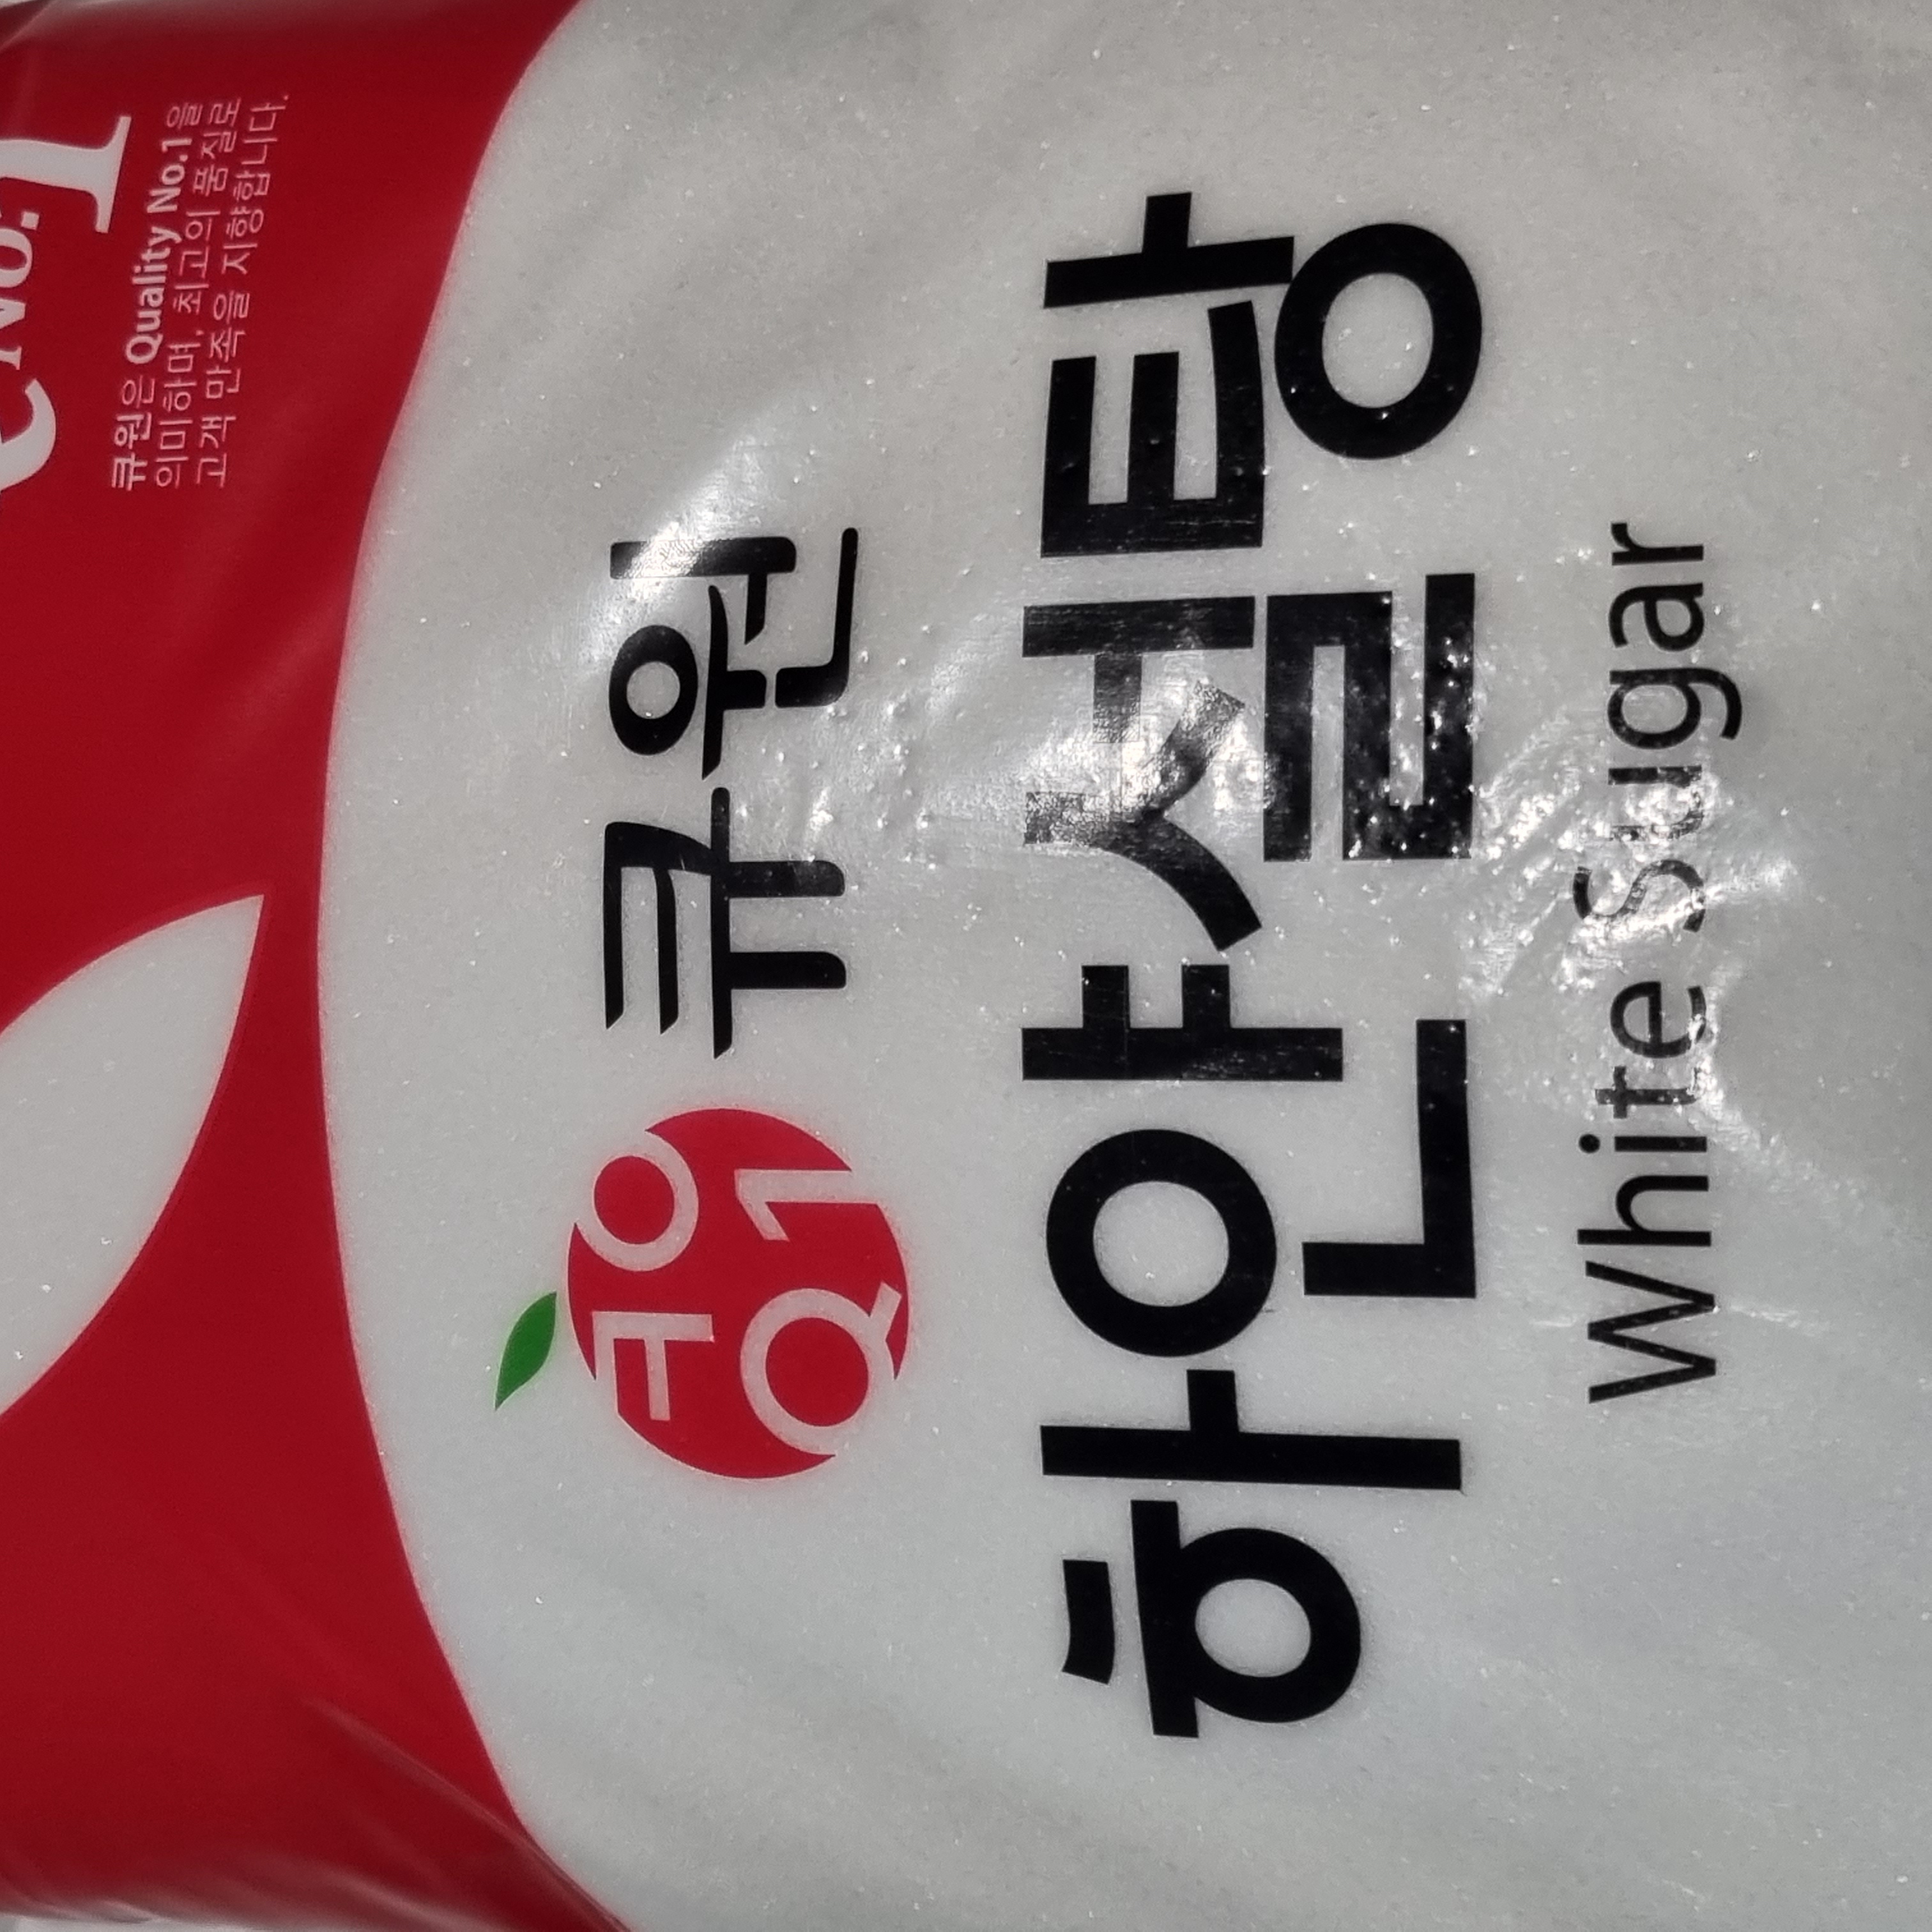 No.1
큐원은 Quality No.1을
의미하며, 최고의 품질로
고객 만족을 지향합니다.
큐원
Q1
큐원
하얀설탕
White Sugar